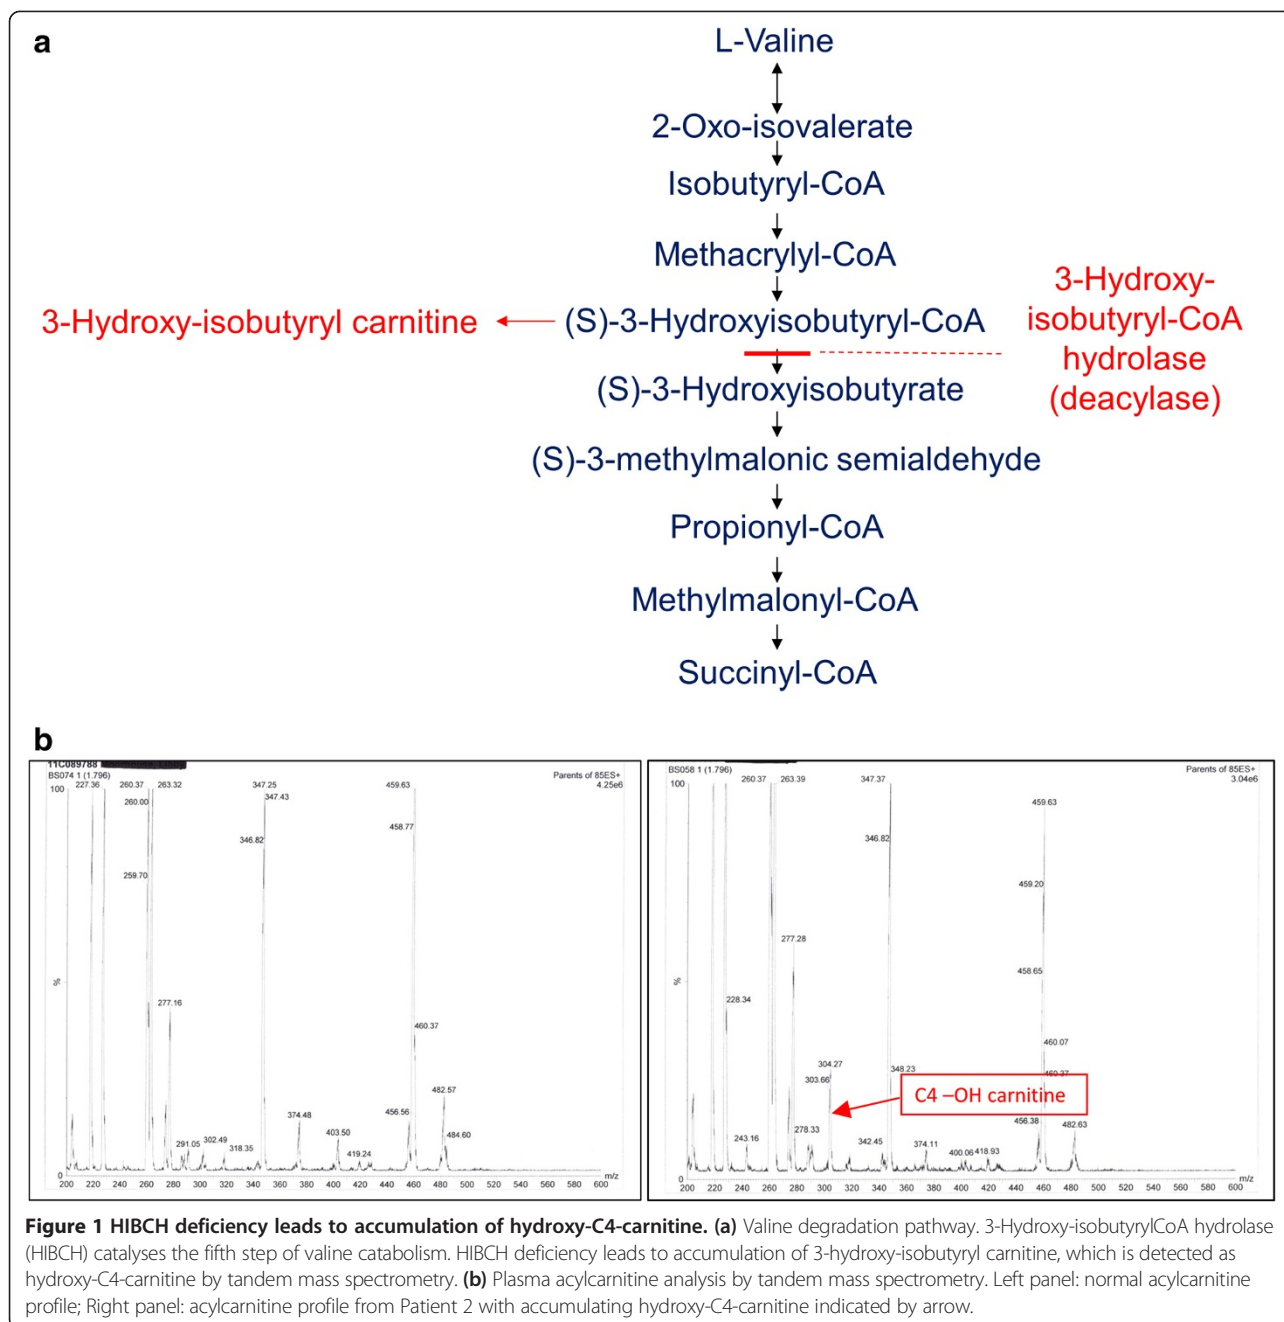 a
L-Valine
2-Oxo-isovalerate
Isobutyryl-CoA
Methacrylyl-CoA
3-Hydroxy-isobutyryl carnitine
(S)-3-Hydroxyisobutyryl-CoA
3-Hydroxy-
isobutyryl-CoA
hydrolase
(deacylase)
(S)-3-Hydroxyisobutyrate
(S)-3-methylmalonic semialdehyde
Propionyl-CoA
Methylmalonyl-CoA
Succinyl-CoA
b
11C089788
BS074 1 (1.796)
Parents of 85ES+
4.25e6
100
227.36
260.37
263.32
347.25
459.63
260.00
347.43
346.82
458.77
259.70
%
277.16
460.37
482.57
374.48
456.56
403.50
484.60
291.05
302.49
318.35
419.24
0
m/z
200 220 240 260 280 300 320 340 360 380 400 420 440 460 480 500 520 540 560 580 600
BS058 1 (1.796)
Parents of 85ES+
3.04e6
100
260.37
263.39
347.37
459.63
346.82
459.20
277.28
458.65
%
228.34
460.07
304.27
303.66
348.23
460.37
C4 –OH carnitine
278.33
456.38
482.63
243.16
342.45
374.11
400.06
418.93
0
m/z
200 220 240 260 280 300 320 340 360 380 400 420 440 460 480 500 520 540 560 580 600
Figure 1 HIBCH deficiency leads to accumulation of hydroxy-C4-carnitine. (a) Valine degradation pathway. 3-Hydroxy-isobutyrylCoA hydrolase
(HIBCH) catalyses the fifth step of valine catabolism. HIBCH deficiency leads to accumulation of 3-hydroxy-isobutyryl carnitine, which is detected as
hydroxy-C4-carnitine by tandem mass spectrometry. (b) Plasma acylcarnitine analysis by tandem mass spectrometry. Left panel: normal acylcarnitine
profile; Right panel: acylcarnitine profile from Patient 2 with accumulating hydroxy-C4-carnitine indicated by arrow.